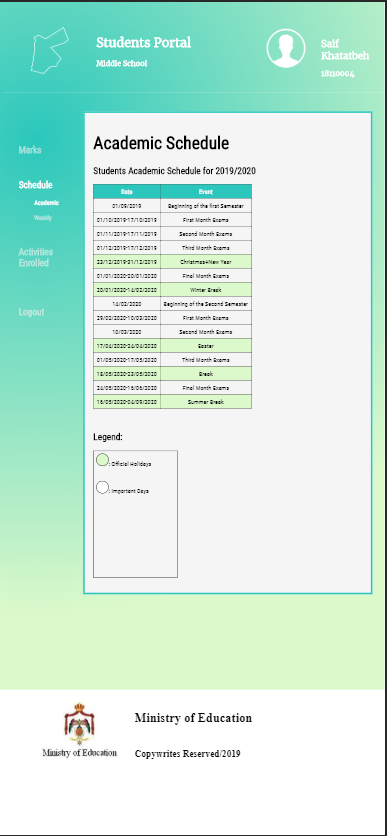 Students Portal
Middle School
Saif
Khatatbeh
18110004
Marks
Schedule
Academic
Weekly
Activities
Enrolled
Logout
Academic Schedule
Students Academic Schedule for 2019/2020
Date Event
01/09/2019 Beginning of the first Semester
01/10/2019-17/10/2019 First Month Exams
01/11/2019-17/11/2019 Second Month Exams
01/12/2019-17/12/2019 Third Month Exams
23/12/2019-31/12/2019 Christmas+New Year
01/01/2020-20/01/2020 Final Month Exams
20/01/2020-14/02/2020 Winter Break
14/02/2020 Beginning of the Second Semester
29/02/2020-10/03/2020 First Month Exams
10/03/2020 Second Month Exams
17/04/2020-24/04/2020 Easter
01/05/2020-17/05/2020 Third Month Exams
18/05/2020-23/05/2020 Break
24/05/2020-16/06/2020 Final Month Exams
16/05/2020-04/09/2020 Summer Break
Legend:
: Official Holidays
: Important Days
Ministry of Education
Ministry of Education
Copywrites Reserved/2019